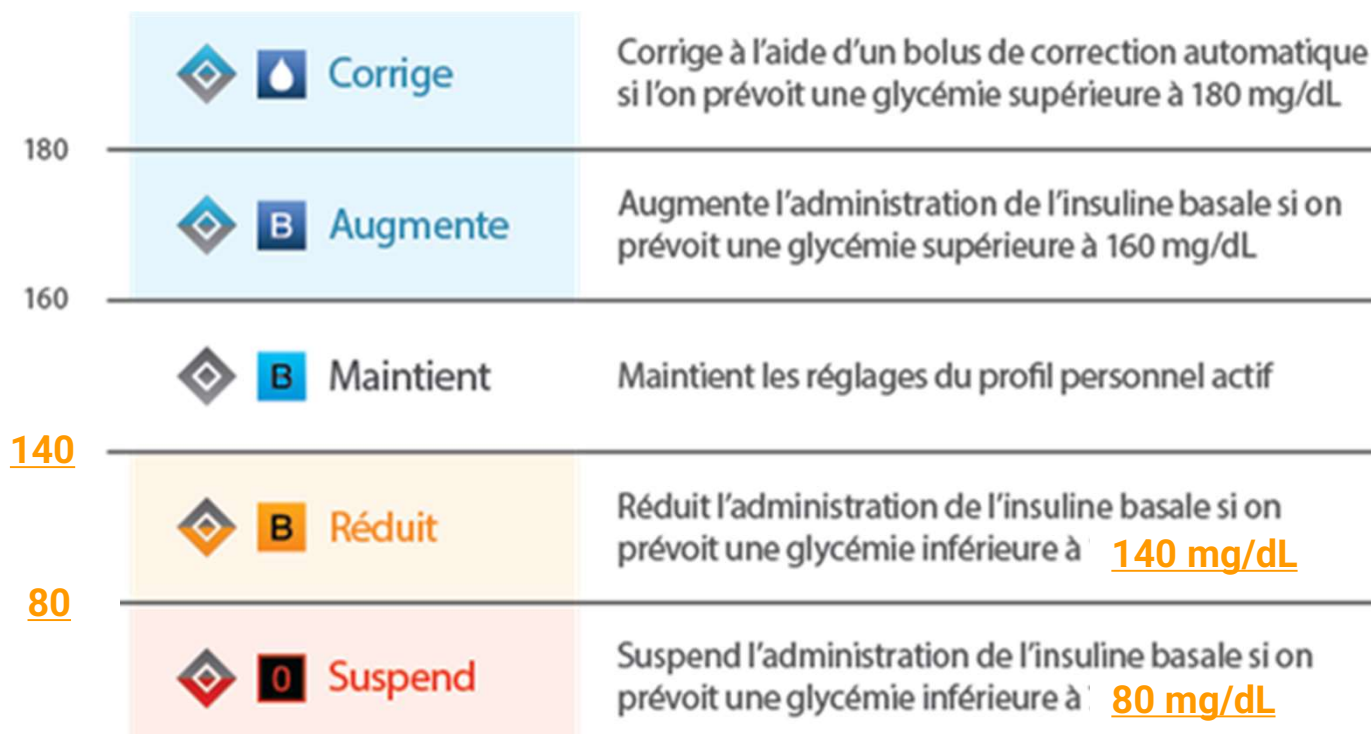 Corrige
Corrige à l'aide d'un bolus de correction automatique
si l'on prévoit une glycémie supérieure à 180 mg/dL
180
B Augmente
Augmente l'administration de l'insuline basale si on
prévoit une glycémie supérieure à 160 mg/dL
160
B Maintient
Maintient les réglages du profil personnel actif
140
B Réduit
Réduit l'administration de l'insuline basale si on
prévoit une glycémie inférieure à 140 mg/dL
80
0 Suspend
Suspend l'administration de l'insuline basale si on
prévoit une glycémie inférieure à 80 mg/dL